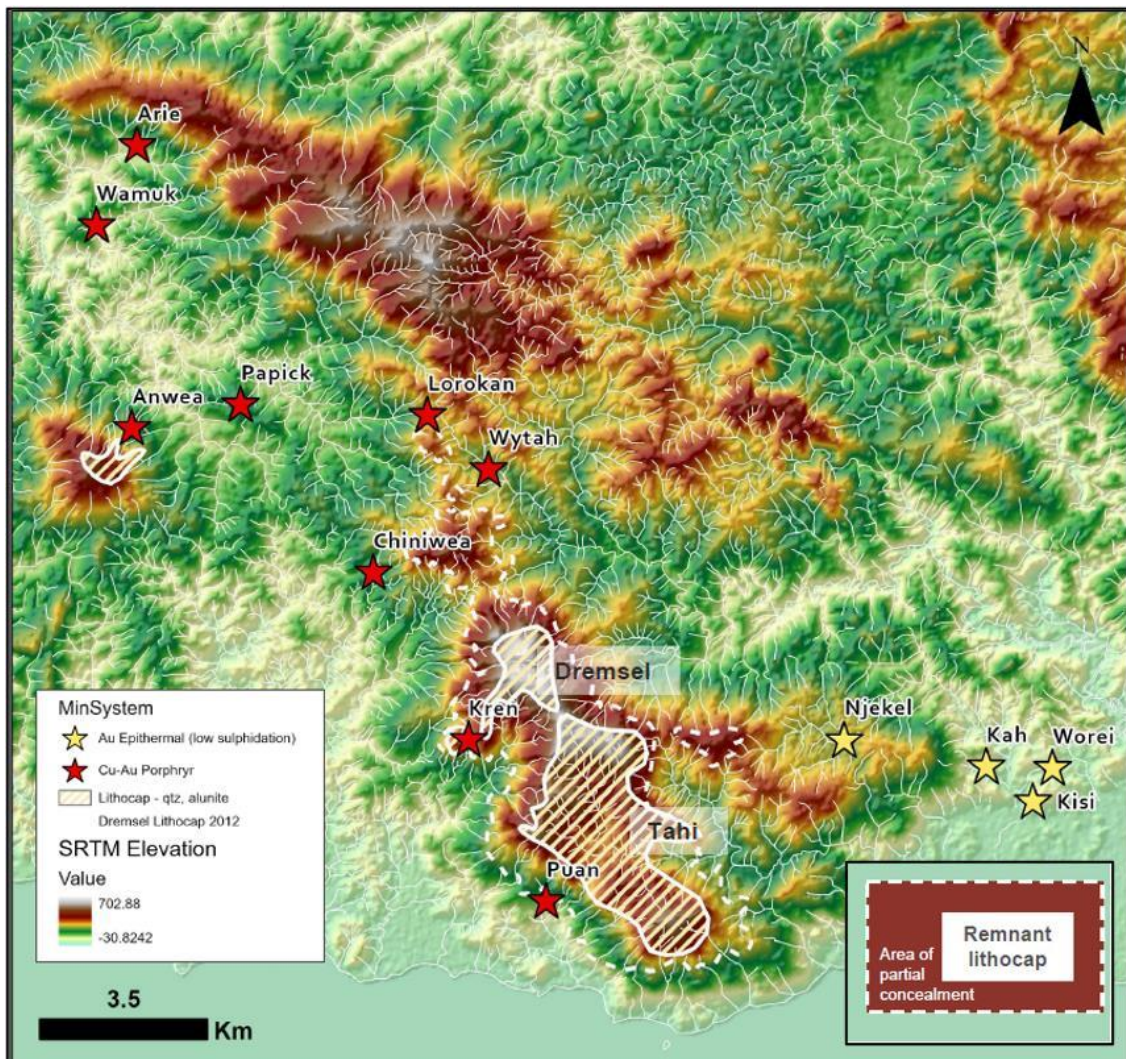 N
Arie
Wamuk
Papick
Anwea
Lorokan
Wytah
Chiniwea
Dremsel
Kren
Njekel
Kah
Worei
Kisi
Tahi
Puan
MinSystem
Au Epithermal (low sulphidation)
Cu-Au Porphryr
Lithocap - qtz, alunite
Dremsel Lithocap 2012
SRTM Elevation
Value
702.88
-30.8242
3.5
Km
Remnant
lithocap
Area of
partial
concealment